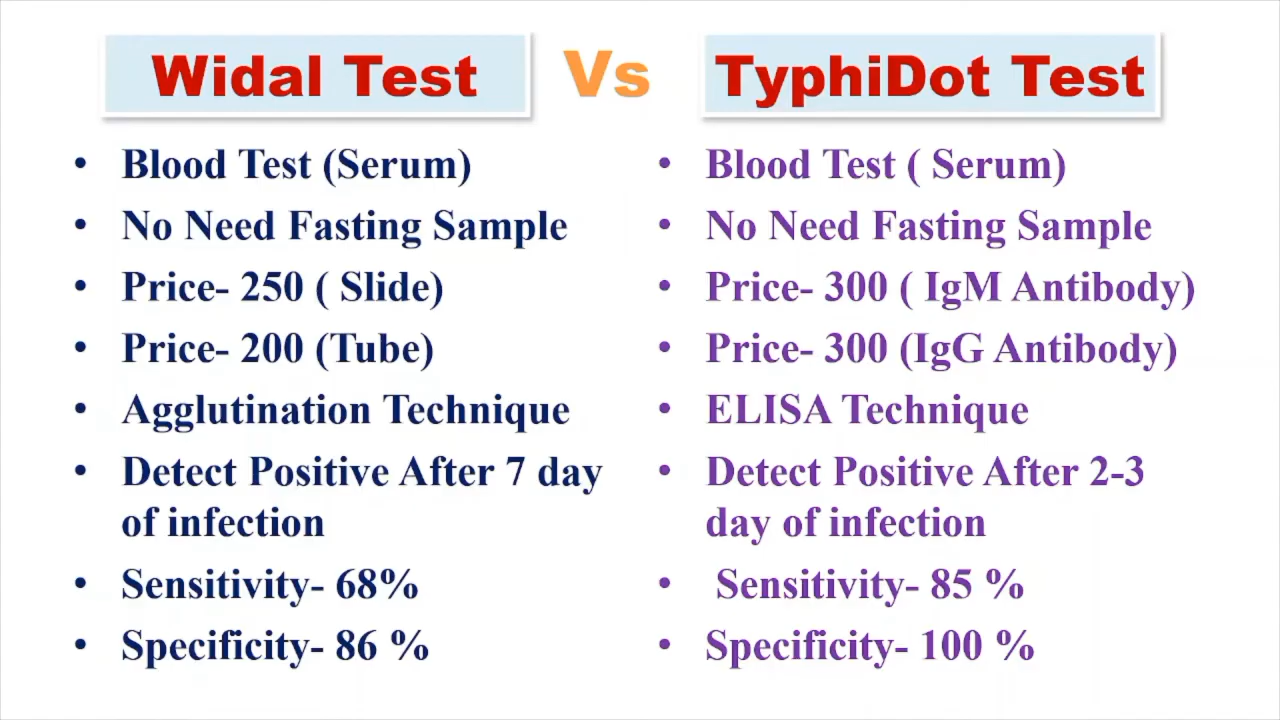 Widal Test Vs TyphiDot Test
• Blood Test (Serum)
• No Need Fasting Sample
• Price- 250 ( Slide)
• Price- 200 (Tube)
• Agglutination Technique
• Detect Positive After 7 day
of infection
• Sensitivity- 68%
• Specificity- 86 %
• Blood Test ( Serum)
• No Need Fasting Sample
• Price- 300 ( IgM Antibody)
• Price- 300 (IgG Antibody)
• ELISA Technique
• Detect Positive After 2-3
day of infection
• Sensitivity- 85 %
• Specificity- 100 %